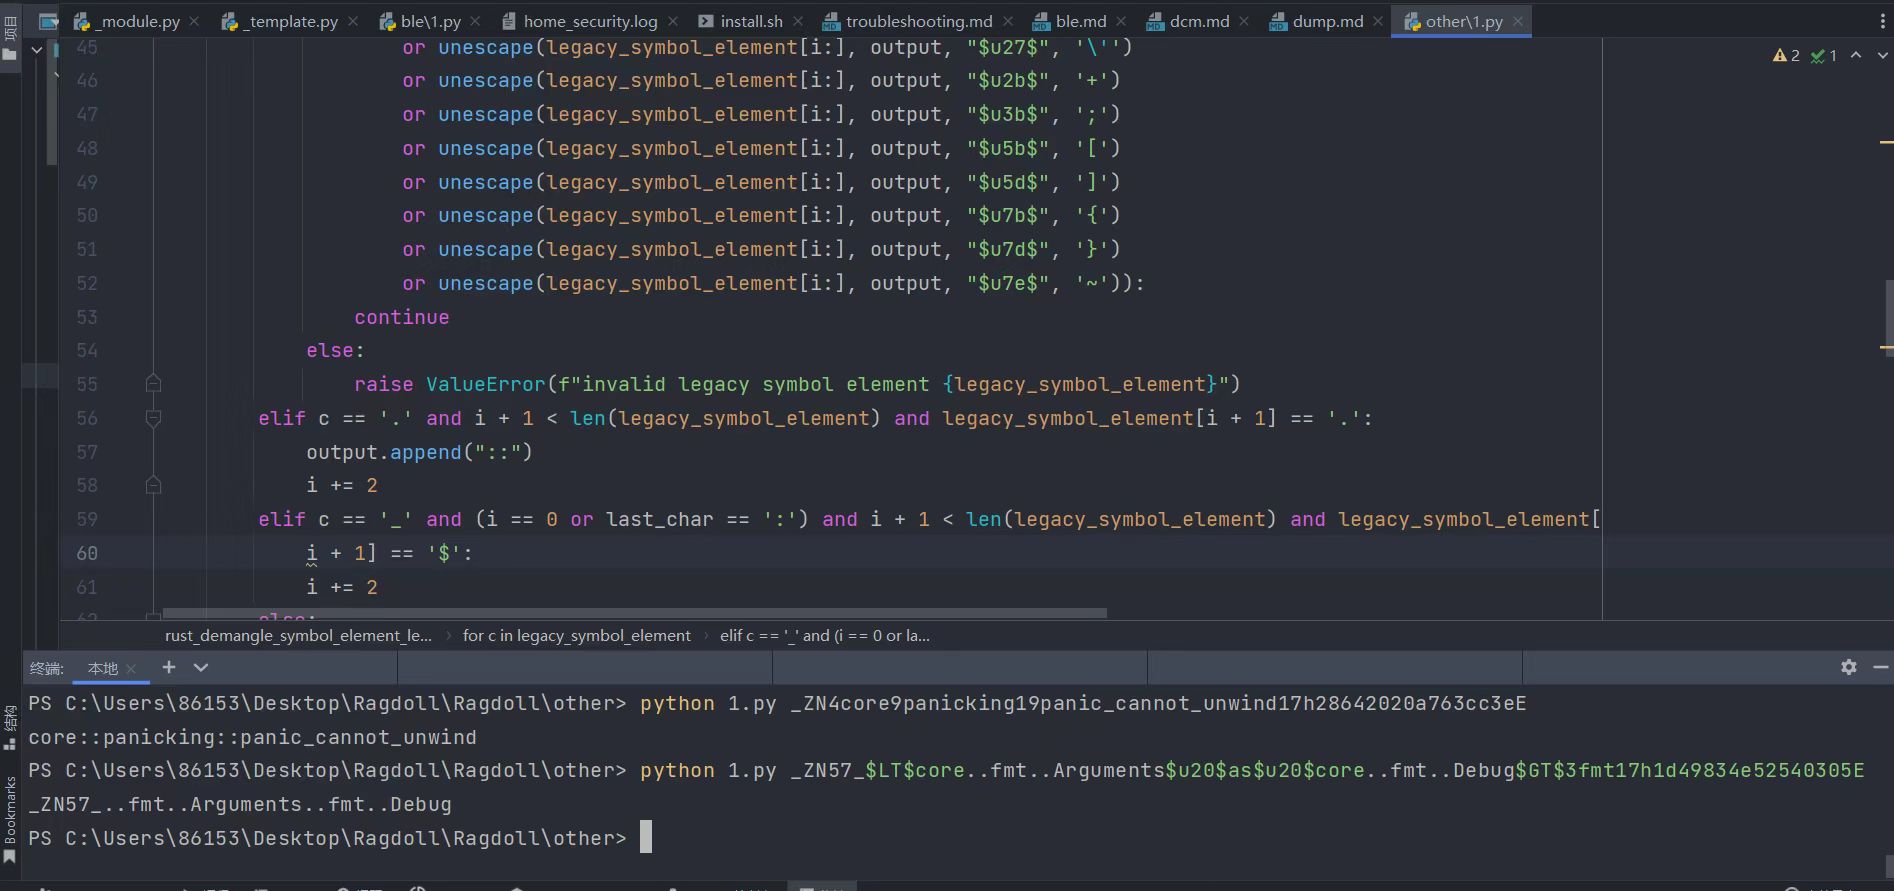 _module.py _template.py ble\1.py home_security.log install.sh troubleshooting.md ble.md dcm.md dump.md other\1.py
项目
2 1
45 or unescape(legacy_symbol_element[i:], output, "$u27$", '\'')
46 or unescape(legacy_symbol_element[i:], output, "$u2b$", '+')
47 or unescape(legacy_symbol_element[i:], output, "$u3b$", ';')
48 or unescape(legacy_symbol_element[i:], output, "$u5b$", '[')
49 or unescape(legacy_symbol_element[i:], output, "$u5d$", ']')
50 or unescape(legacy_symbol_element[i:], output, "$u7b$", '{')
51 or unescape(legacy_symbol_element[i:], output, "$u7d$", '}')
52 or unescape(legacy_symbol_element[i:], output, "$u7e$", '~')):
53 continue
54 else:
55 raise ValueError(f"invalid legacy symbol element {legacy_symbol_element}")
56 elif c == '.' and i + 1 < len(legacy_symbol_element) and legacy_symbol_element[i + 1] == '.':
57 output.append("::")
58 i += 2
59 elif c == '_' and (i == 0 or last_char == ':') and i + 1 < len(legacy_symbol_element) and legacy_symbol_element[
60 i + 1] == '$':
61 i += 2
62 else:
rust_demangle_symbol_element_le... › for c in legacy_symbol_element › elif c == '_' and (i == 0 or la...
终端: 本地
PS C:\Users\86153\Desktop\Ragdoll\Ragdoll\other> python 1.py _ZN4core9panicking19panic_cannot_unwind17h28642020a763cc3eE
core::panicking::panic_cannot_unwind
PS C:\Users\86153\Desktop\Ragdoll\Ragdoll\other> python 1.py _ZN57_$LT$core..fmt..Arguments$u20$as$u20$core..fmt..Debug$GT$3fmt17h1d49834e52540305E
_ZN57_..fmt..Arguments..fmt..Debug
PS C:\Users\86153\Desktop\Ragdoll\Ragdoll\other>
结构
Bookmarks